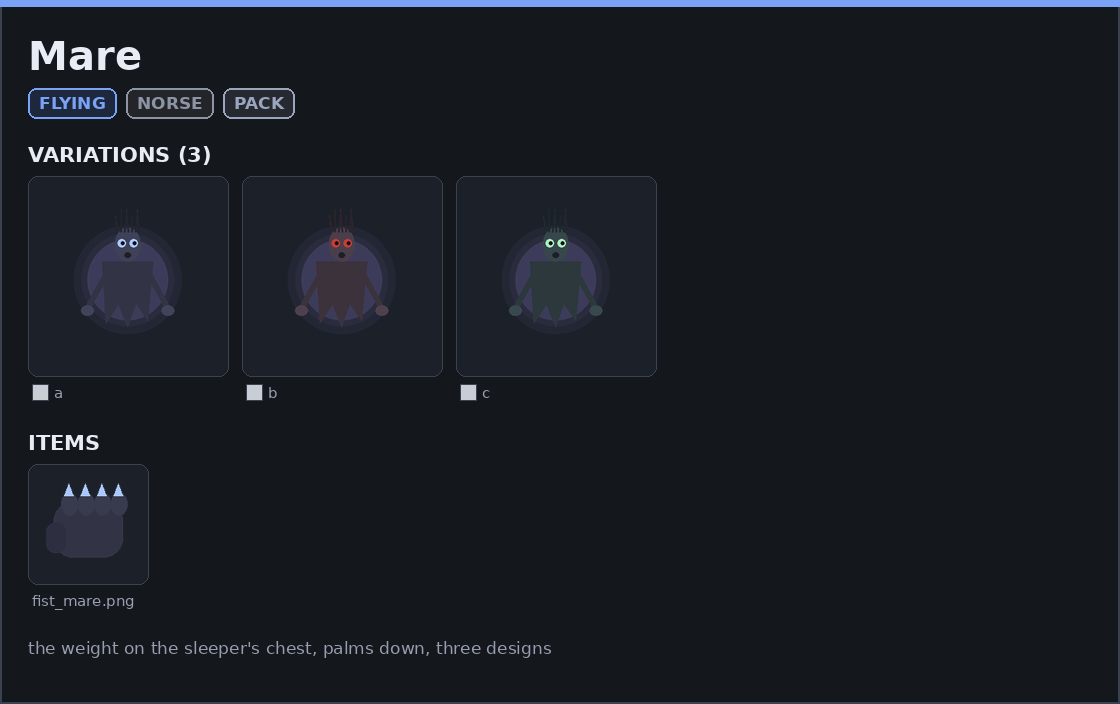 Mare
FLYING NORSE PACK
VARIATIONS (3)
a b c
ITEMS
fist_mare.png
the weight on the sleeper's chest, palms down, three designs